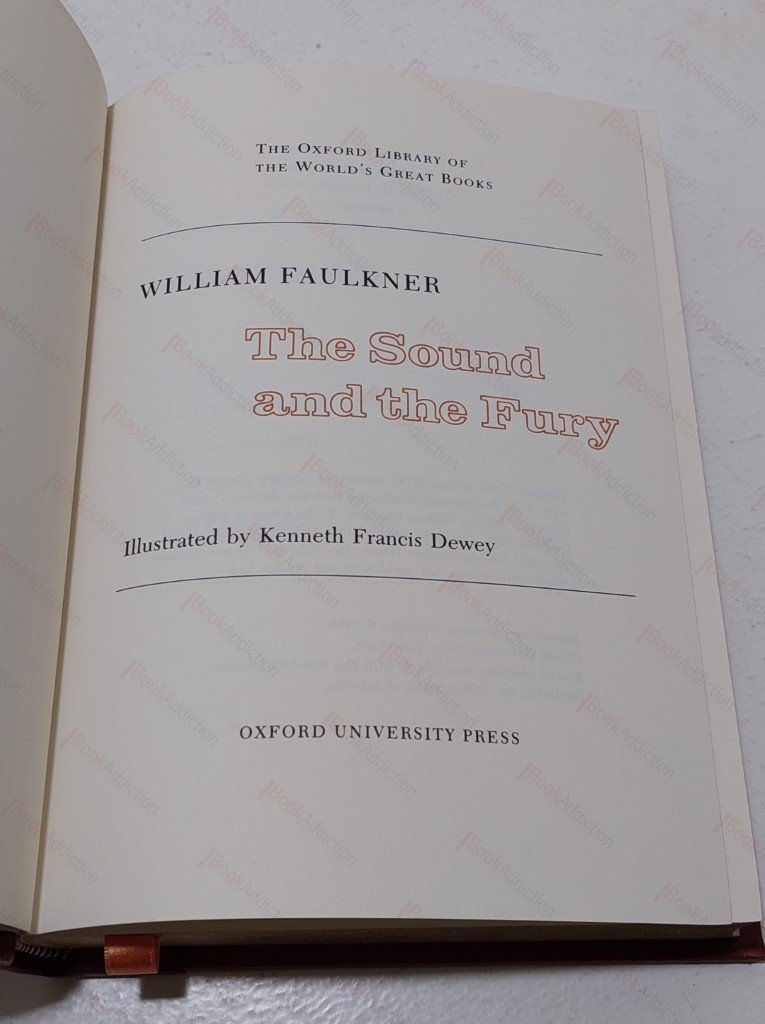 THE OXFORD LIBRARY OF
THE WORLD'S GREAT BOOKS
WILLIAM FAULKNER
The Sound
and the Fury
Illustrated by Kenneth Francis Dewey
OXFORD UNIVERSITY PRESS
BookAddiction